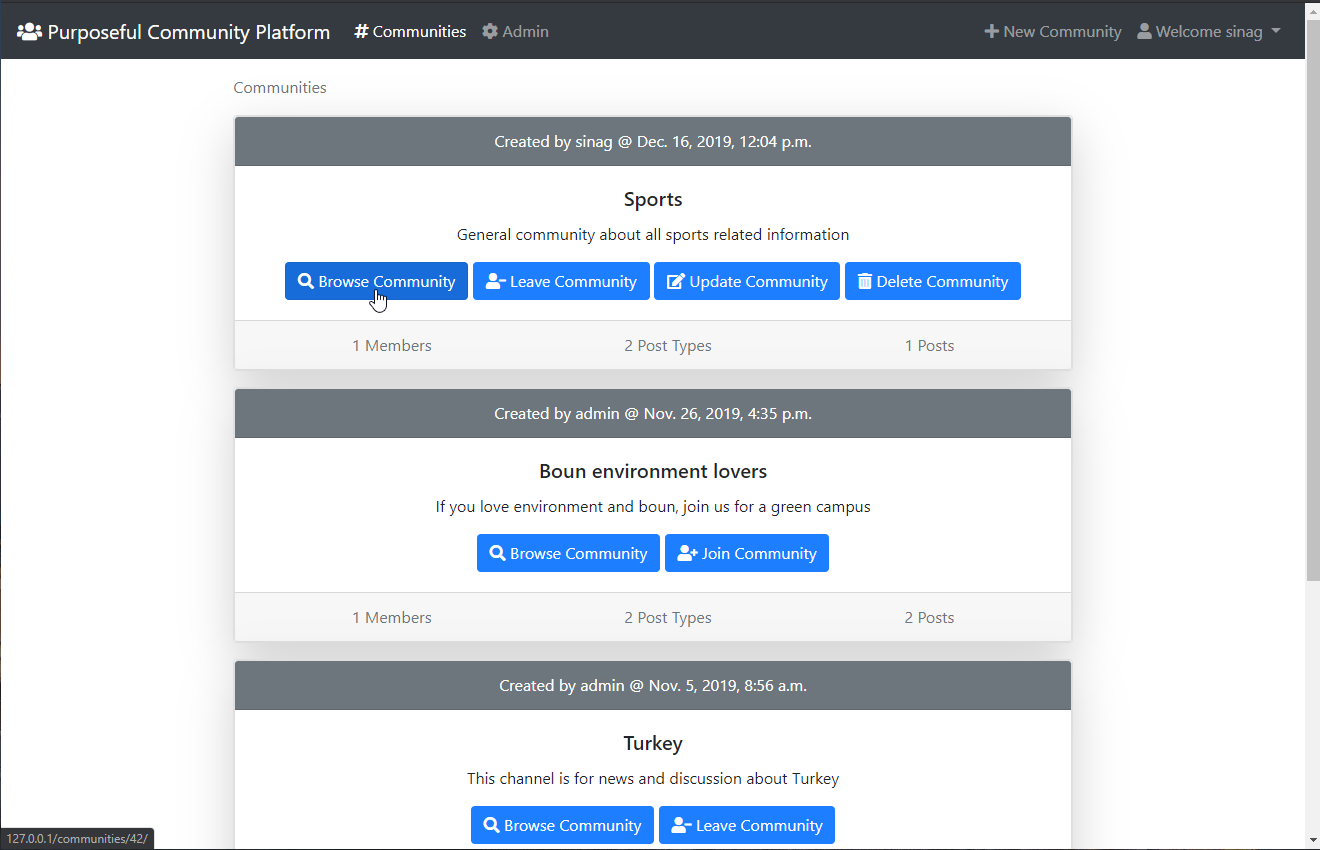 Purposeful Community Platform # Communities Admin New Community Welcome sinag
Communities
Created by sinag @ Dec. 16, 2019, 12:04 p.m.
Sports
General community about all sports related information
Browse Community Leave Community Update Community Delete Community
1 Members 2 Post Types 1 Posts
Created by admin @ Nov. 26, 2019, 4:35 p.m.
Boun environment lovers
If you love environment and boun, join us for a green campus
Browse Community Join Community
1 Members 2 Post Types 2 Posts
Created by admin @ Nov. 5, 2019, 8:56 a.m.
Turkey
This channel is for news and discussion about Turkey
Browse Community Leave Community
127.0.0.1/communities/42/